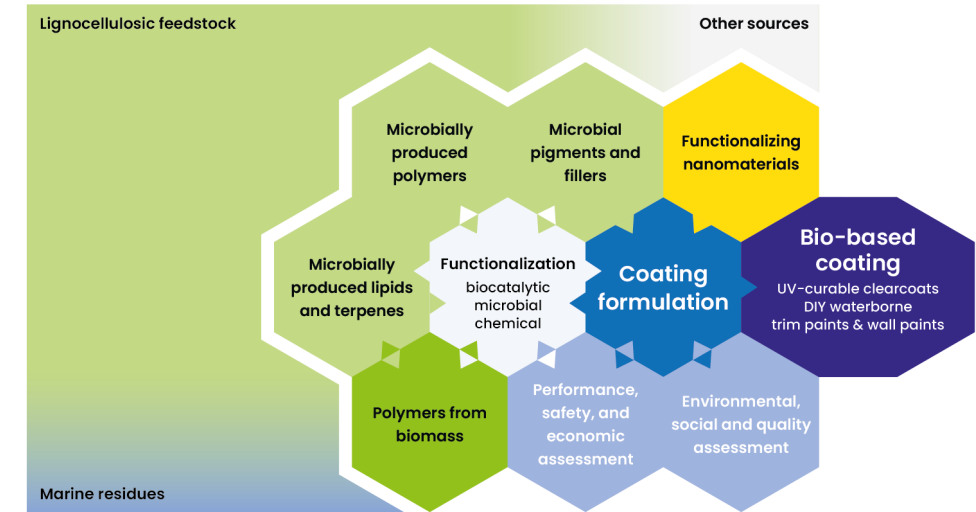 Lignocellulosic feedstock
Other sources
Microbially
produced
polymers
Microbial
pigments and
fillers
Functionalizing
nanomaterials
Microbially
produced lipids
and terpenes
Functionalization
biocatalytic
microbial
chemical
Coating
formulation
Bio-based
coating
UV-curable clearcoats
DIY waterborne
trim paints & wall paints
Polymers from
biomass
Performance,
safety, and
economic
assessment
Environmental,
social and quality
assessment
Marine residues